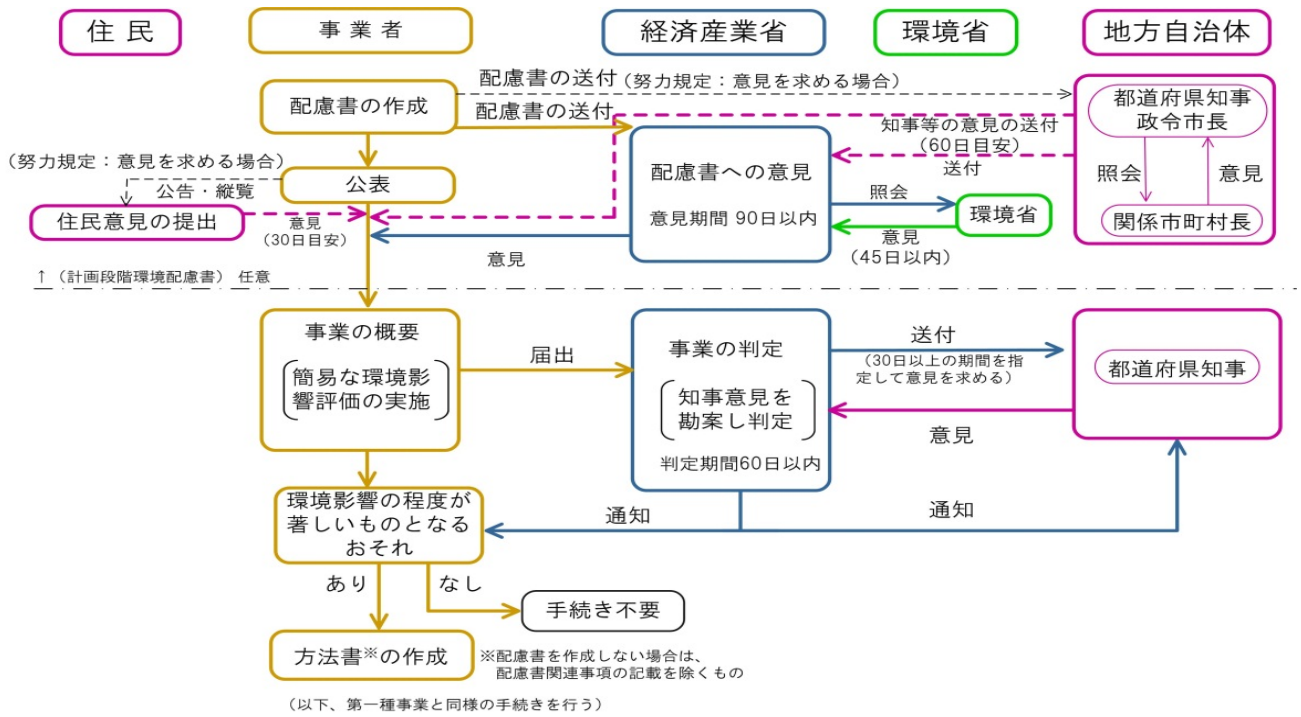 住民
事業者
経済産業省
環境省
地方自治体
配慮書の送付(努力規定：意見を求める場合)
配慮書の作成
配慮書の送付
都道府県知事
政令市長
知事等の意見の送付
(60日目安)
送付
(努力規定：意見を求める場合)
公表
公告・縦覧
配慮書への意見
意見期間 90日以内
照会
環境省
意見
(45日以内)
照会
意見
関係市町村長
住民意見の提出
意見
(30日目安)
意見
↑（計画段階環境配慮書） 任意
事業の概要
簡易な環境影
響評価の実施
届出
事業の判定
知事意見を
勘案し判定
判定期間60日以内
送付
（30日以上の期間を指
定して意見を求める）
都道府県知事
意見
環境影響の程度が
著しいものとなる
おそれ
通知
通知
あり
なし
手続き不要
方法書※の作成
※配慮書を作成しない場合は、
配慮書関連事項の記載を除くもの
（以下、第一種事業と同様の手続きを行う）